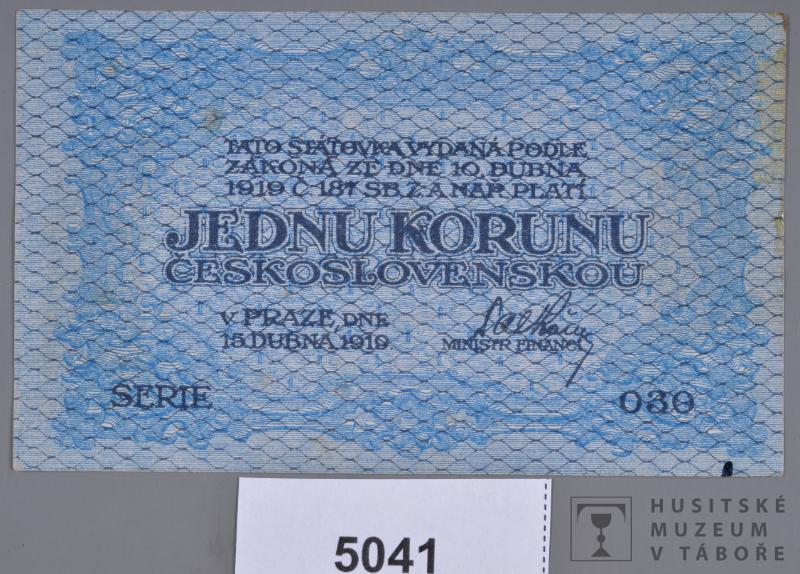 TATO STÁTOVKA VYDANÁ PODLE
ZÁKONA ZE DNE 10. DUBNA
1919 Č. 187 SB. Z. A NAŘ. PLATÍ
JEDNU KORUNU
ČESKOSLOVENSKOU
V PRAZE, DNE
15. DUBNA 1919
MINISTR FINANCÍ
SERIE 030
5041
HUSITSKÉ
MUZEUM
V TÁBOŘE